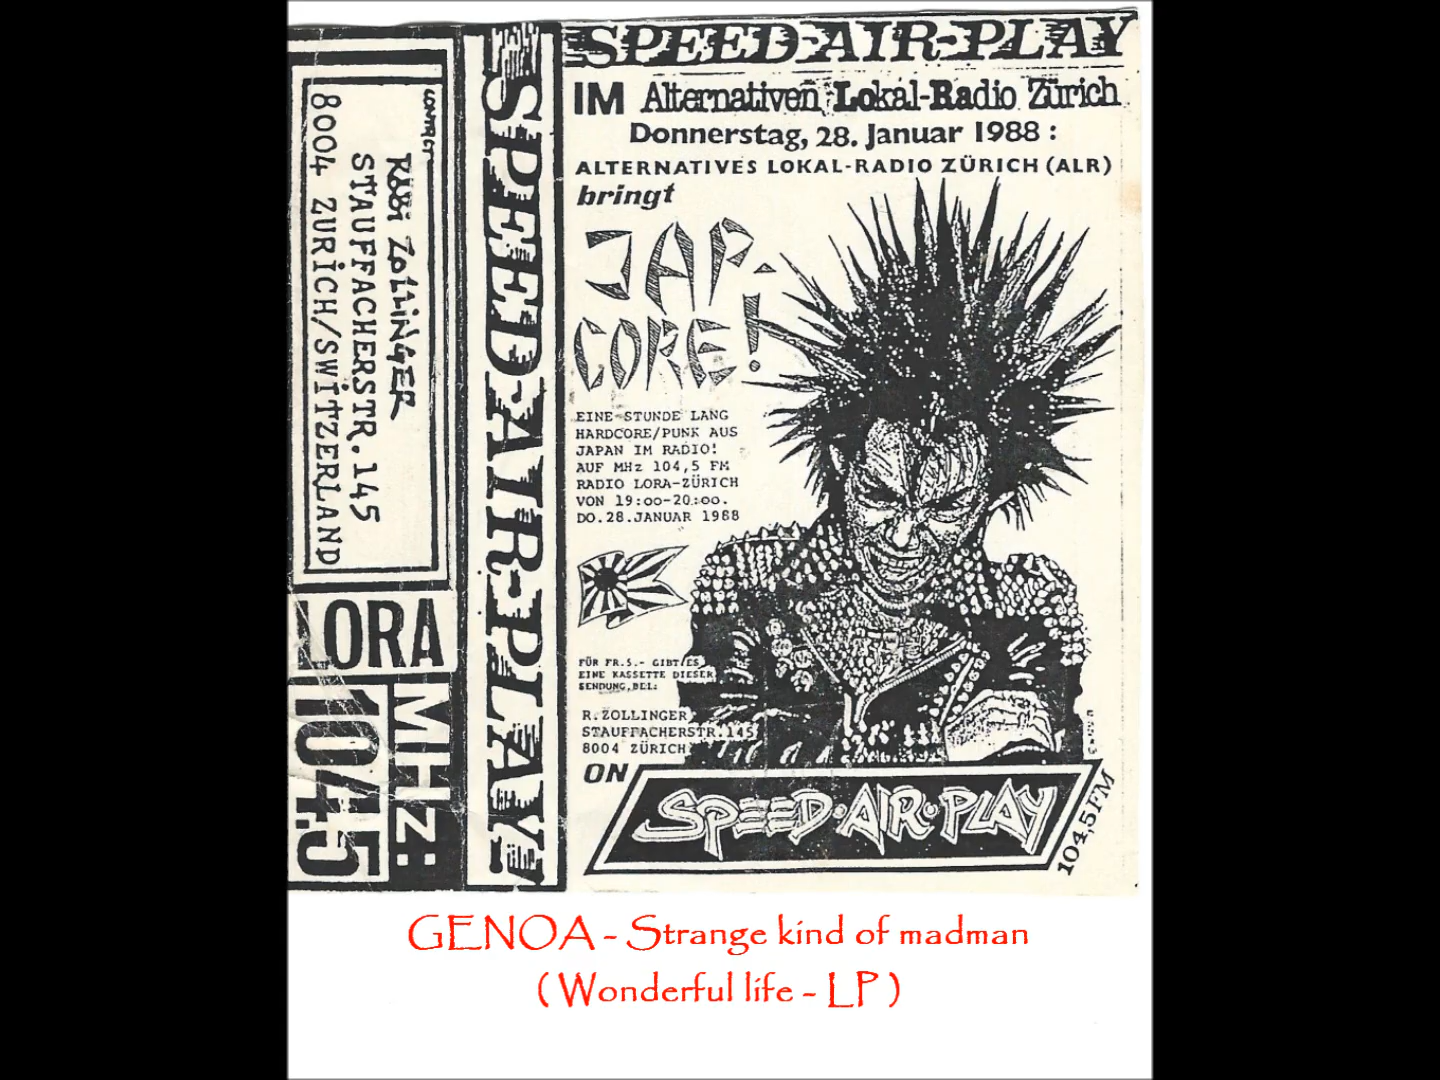 CONTACT
RÖBi ZOLLiNGER
STAUFFACHERSTR.145
8004 ZURiCH/SWiTZERLAND
LORA
MHz:
104,5
SPEED-AIR-PLAY!
SPEED-AIR-PLAY
IM Alternativen Lokal-Radio Zürich
Donnerstag, 28. Januar 1988 :
ALTERNATIVES LOKAL-RADIO ZÜRICH (ALR)
bringt
JAP-
CORE!
EINE STUNDE LANG
HARDCORE/PUNK AUS
JAPAN IM RADIO!
AUF MHz 104,5 FM
RADIO LORA-ZÜRICH
VON 19:00-20:00.
DO.28.JANUAR 1988
FÜR FR.5.- GIBT ES
EINE KASSETTE DIESER
SENDUNG,BEI:
R.ZOLLINGER
STAUFFACHERSTR.145
8004 ZÜRICH
ON
SPEED·AIR·PLAY
104,5 FM
GENOA - Strange kind of madman
( Wonderful life - LP )